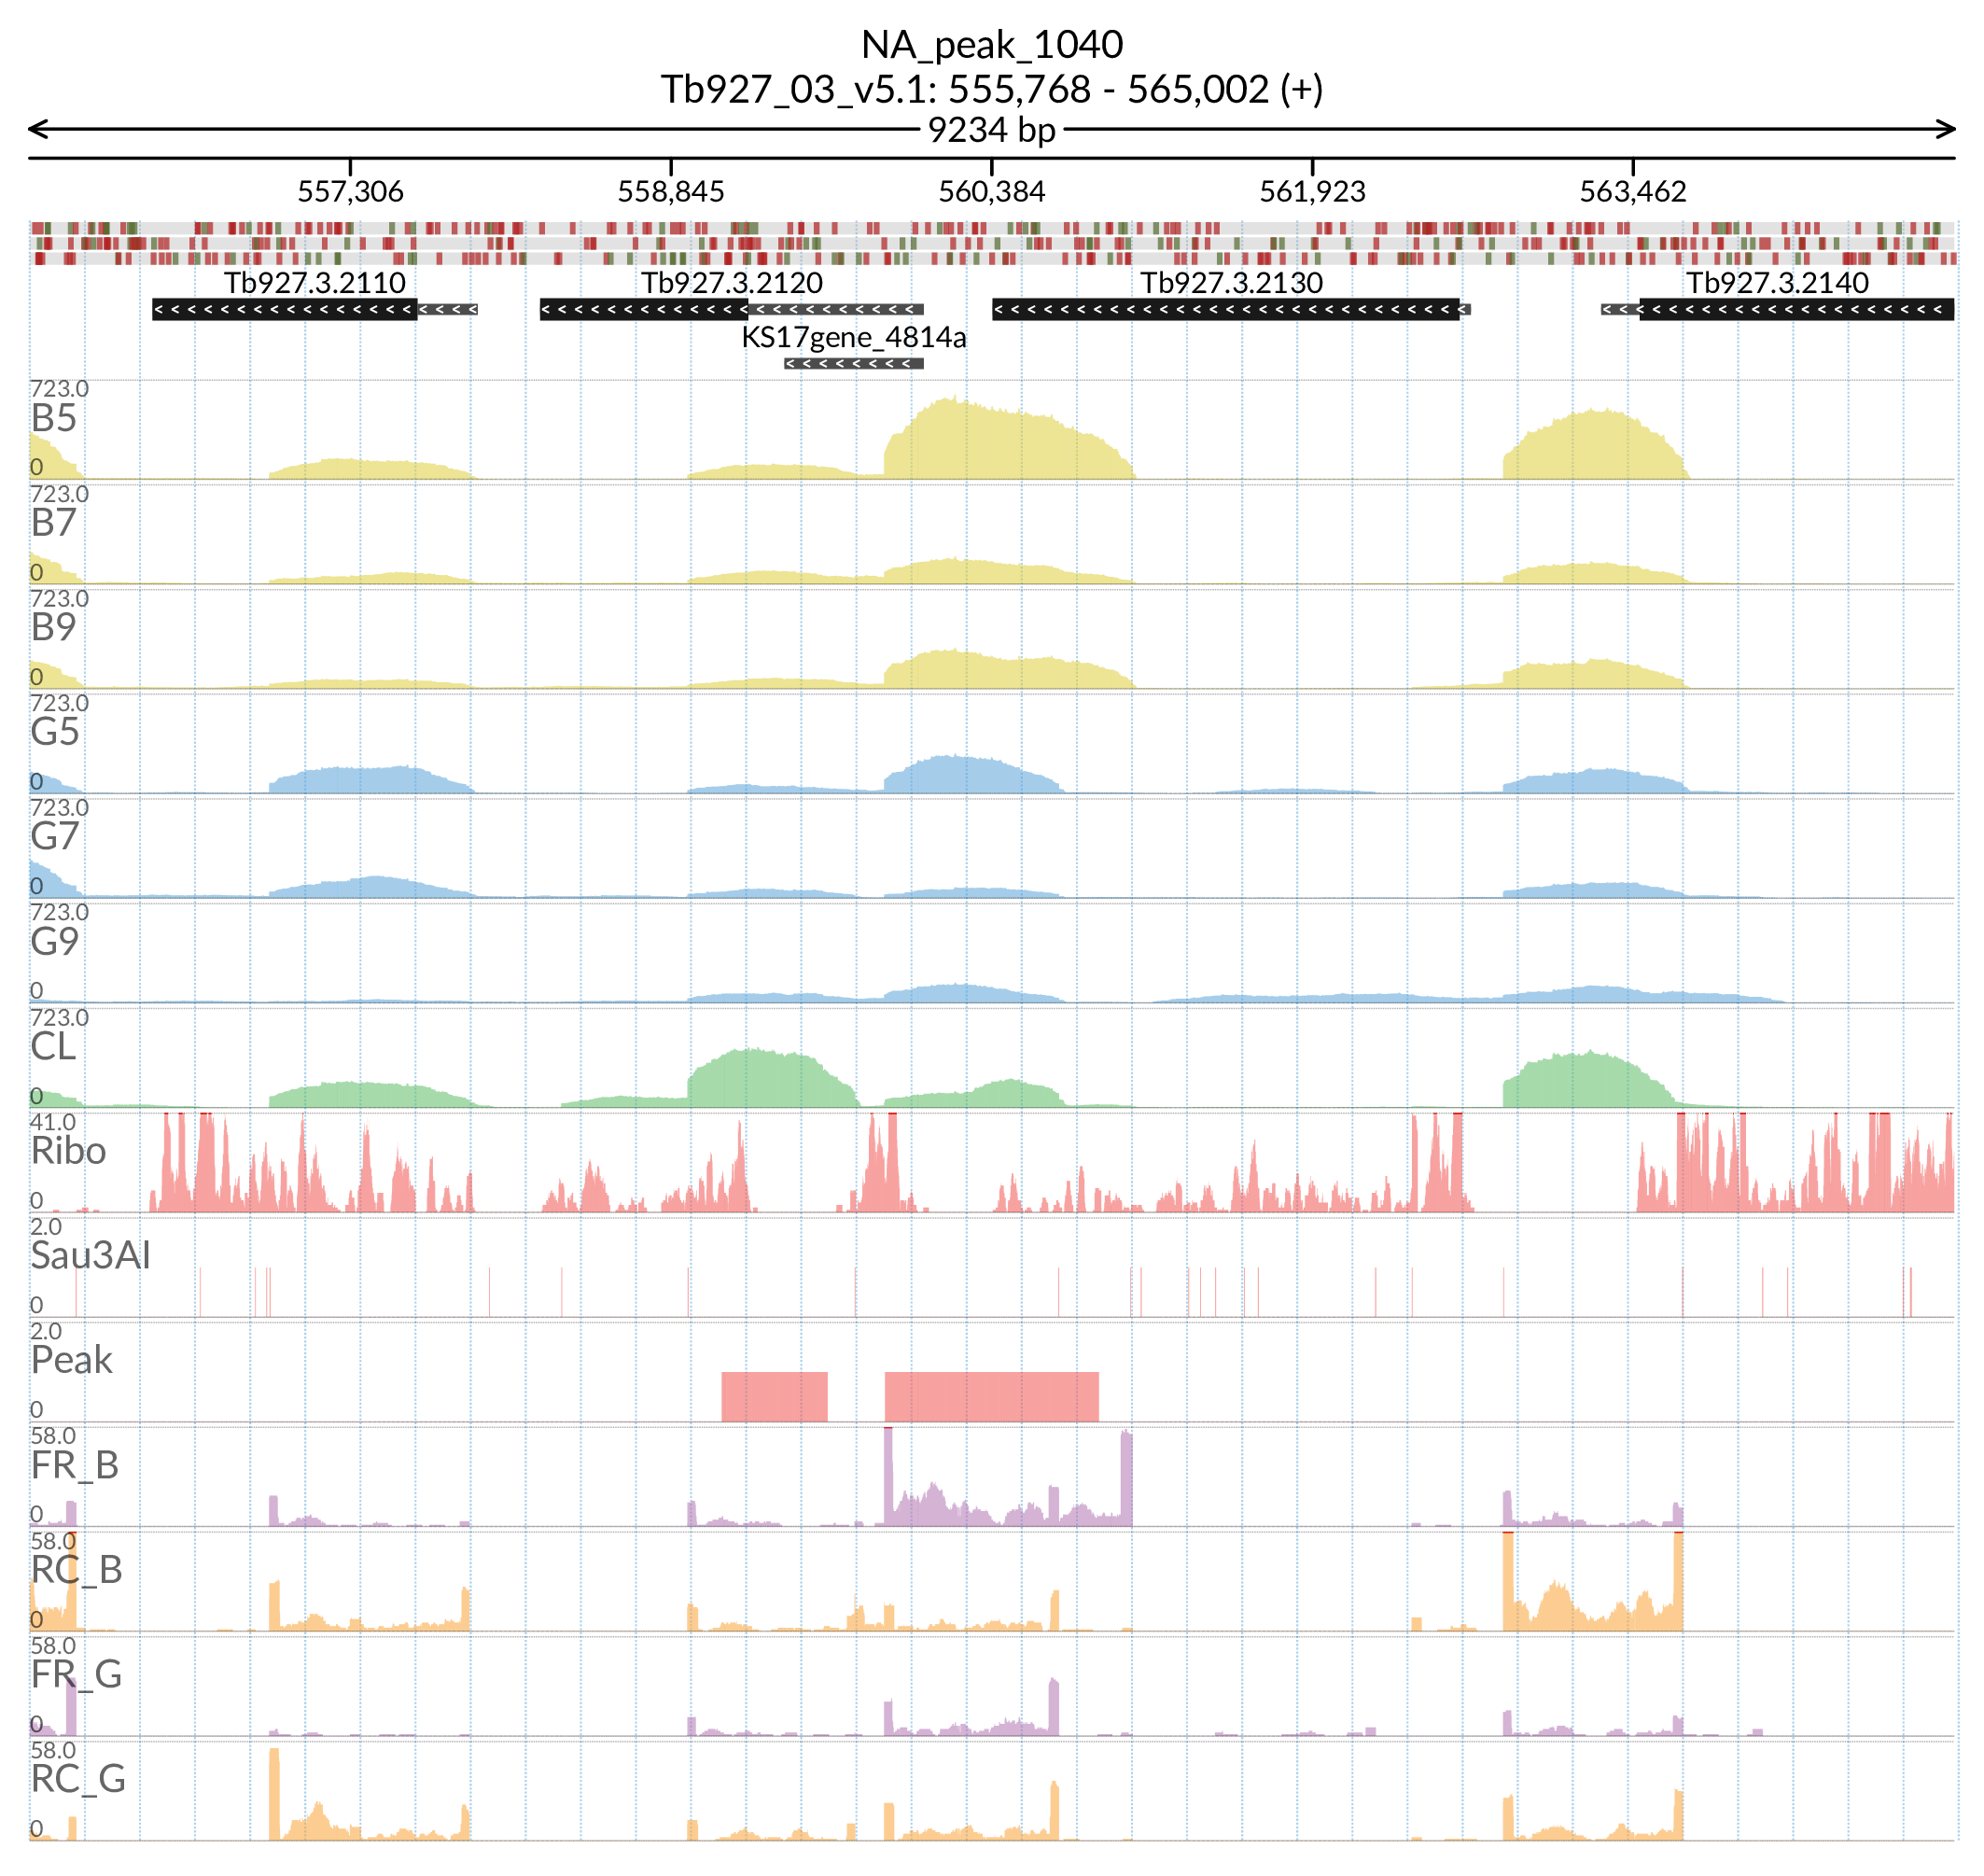 NA_peak_1040
Tb927_03_v5.1: 555,768 - 565,002 (+)
9234 bp
557,306 558,845 560,384 561,923 563,462
Tb927.3.2110 Tb927.3.2120 Tb927.3.2130 Tb927.3.2140
KS17gene_4814a
723.0
B5
0
723.0
B7
0
723.0
B9
0
723.0
G5
0
723.0
G7
0
723.0
G9
0
723.0
CL
0
41.0
Ribo
0
2.0
Sau3AI
0
2.0
Peak
0
58.0
FR_B
0
58.0
RC_B
0
58.0
FR_G
0
58.0
RC_G
0